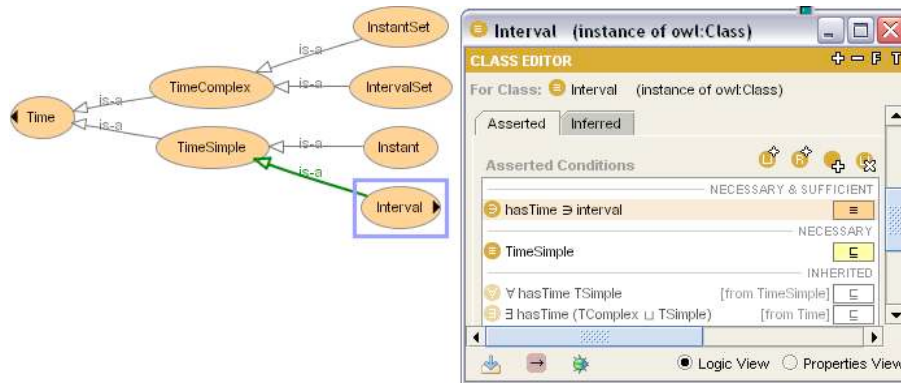 InstantSet
is-a
TimeComplex
is-a
IntervalSet
is-a
Time
is-a
TimeSimple
is-a
Instant
is-a
Interval
Interval (instance of owl:Class)
CLASS EDITOR
F T
For Class: Interval (instance of owl:Class)
Asserted Inferred
Asserted Conditions
NECESSARY & SUFFICIENT
hasTime ∋ interval ≡
NECESSARY
TimeSimple ⊑
INHERITED
∀ hasTime TSimple [from TimeSimple] ⊑
∃ hasTime (TComplex ⊔ TSimple) [from Time] ⊑
Logic View Properties View